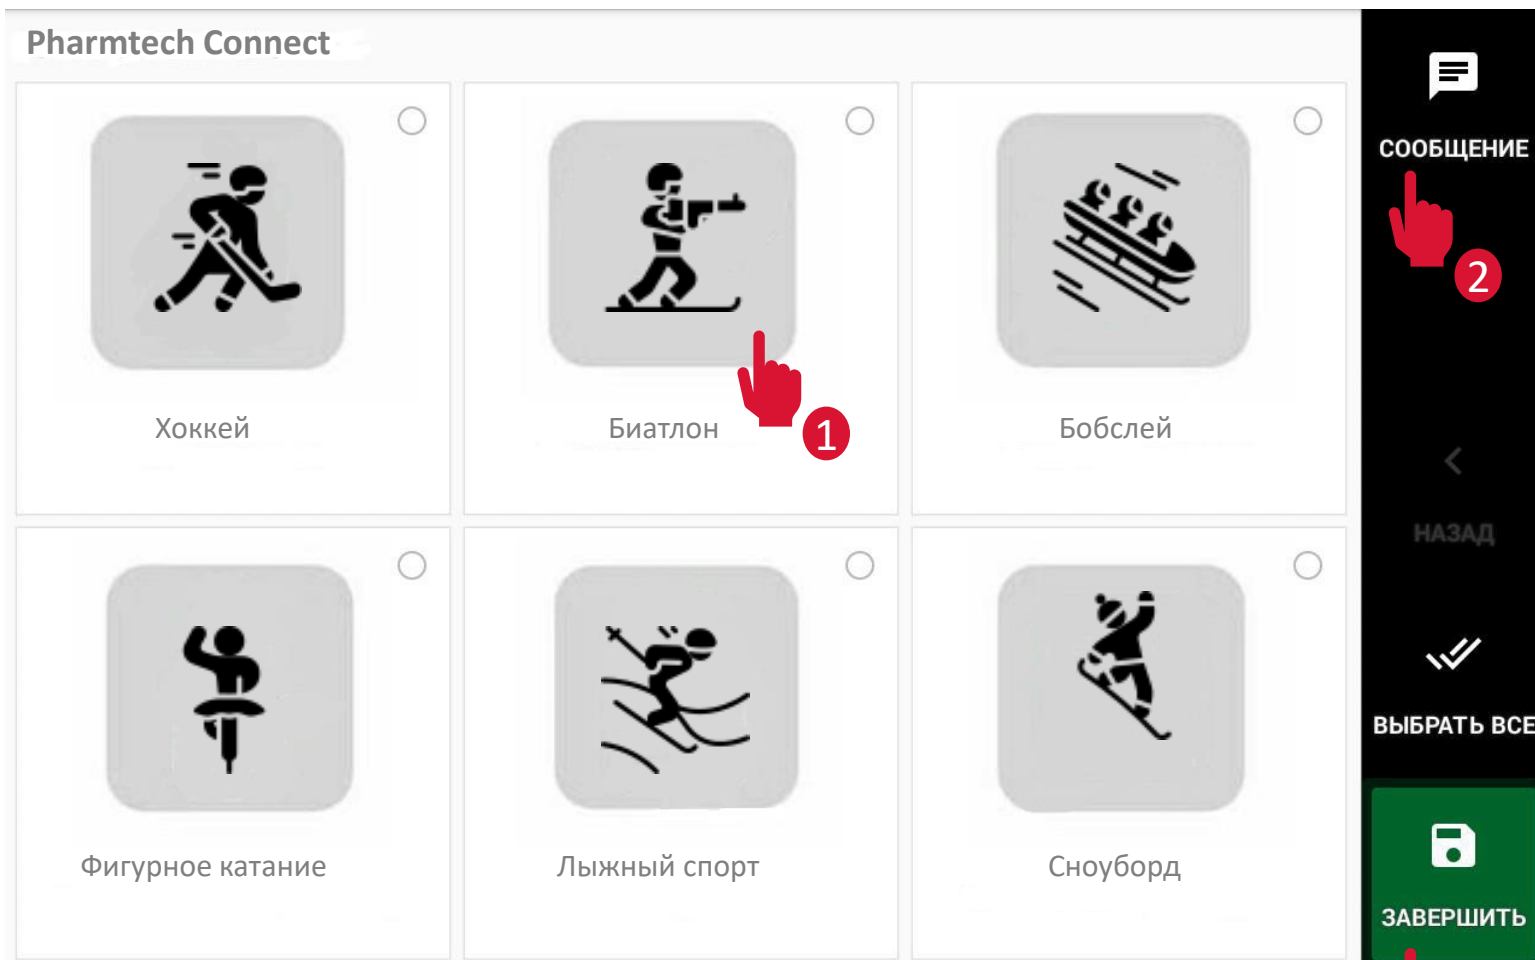 Pharmtech Connect
СООБЩЕНИЕ
2
Хоккей
Биатлон
1
Бобслей
НАЗАД
ВЫБРАТЬ ВСЕ
Фигурное катание
Лыжный спорт
Сноуборд
ЗАВЕРШИТЬ